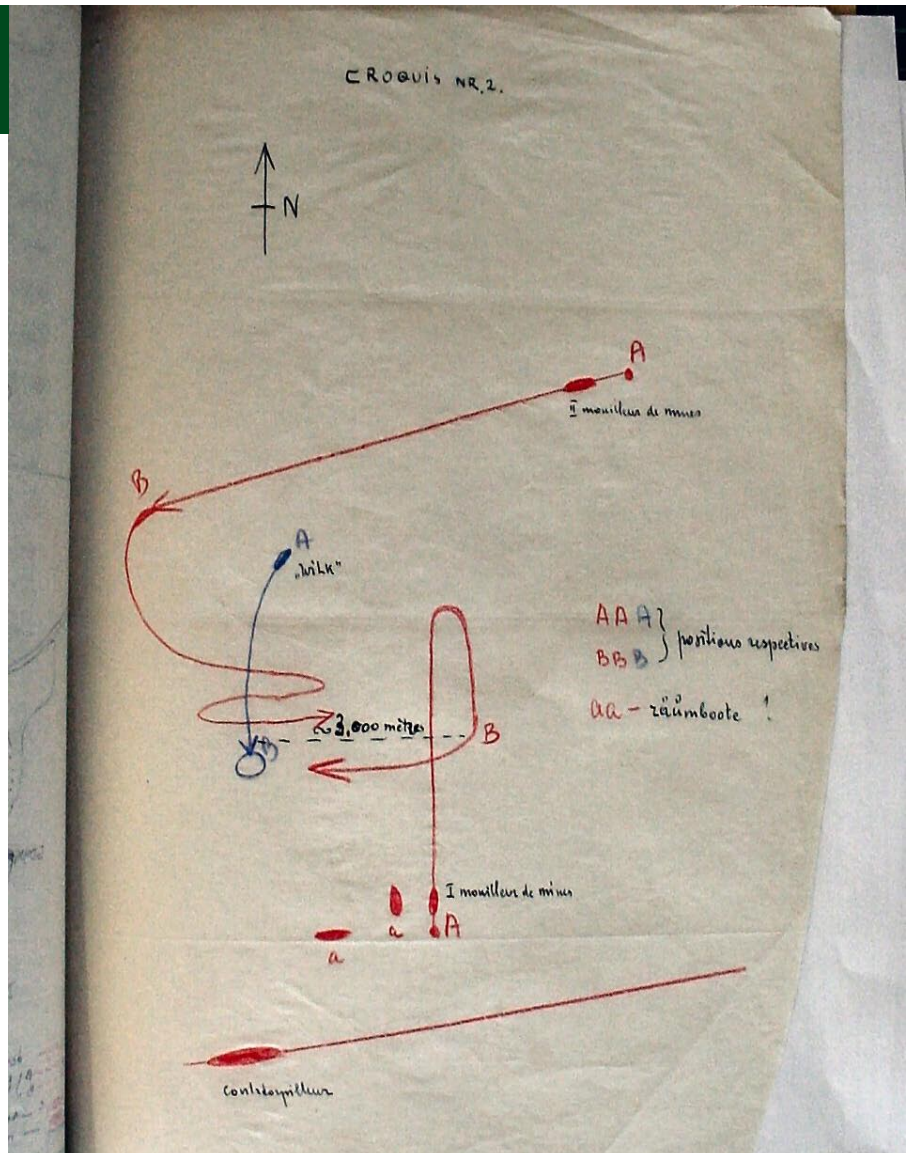 CROQUIS NR.2.
N
A
II mouilleur de mines
B
A
„WILK"
AAA } positions respectives
BBB
aa - räumboote !
~3,000 mètres
B
B
I mouilleur de mines
A
a
a
Contretorpilleur